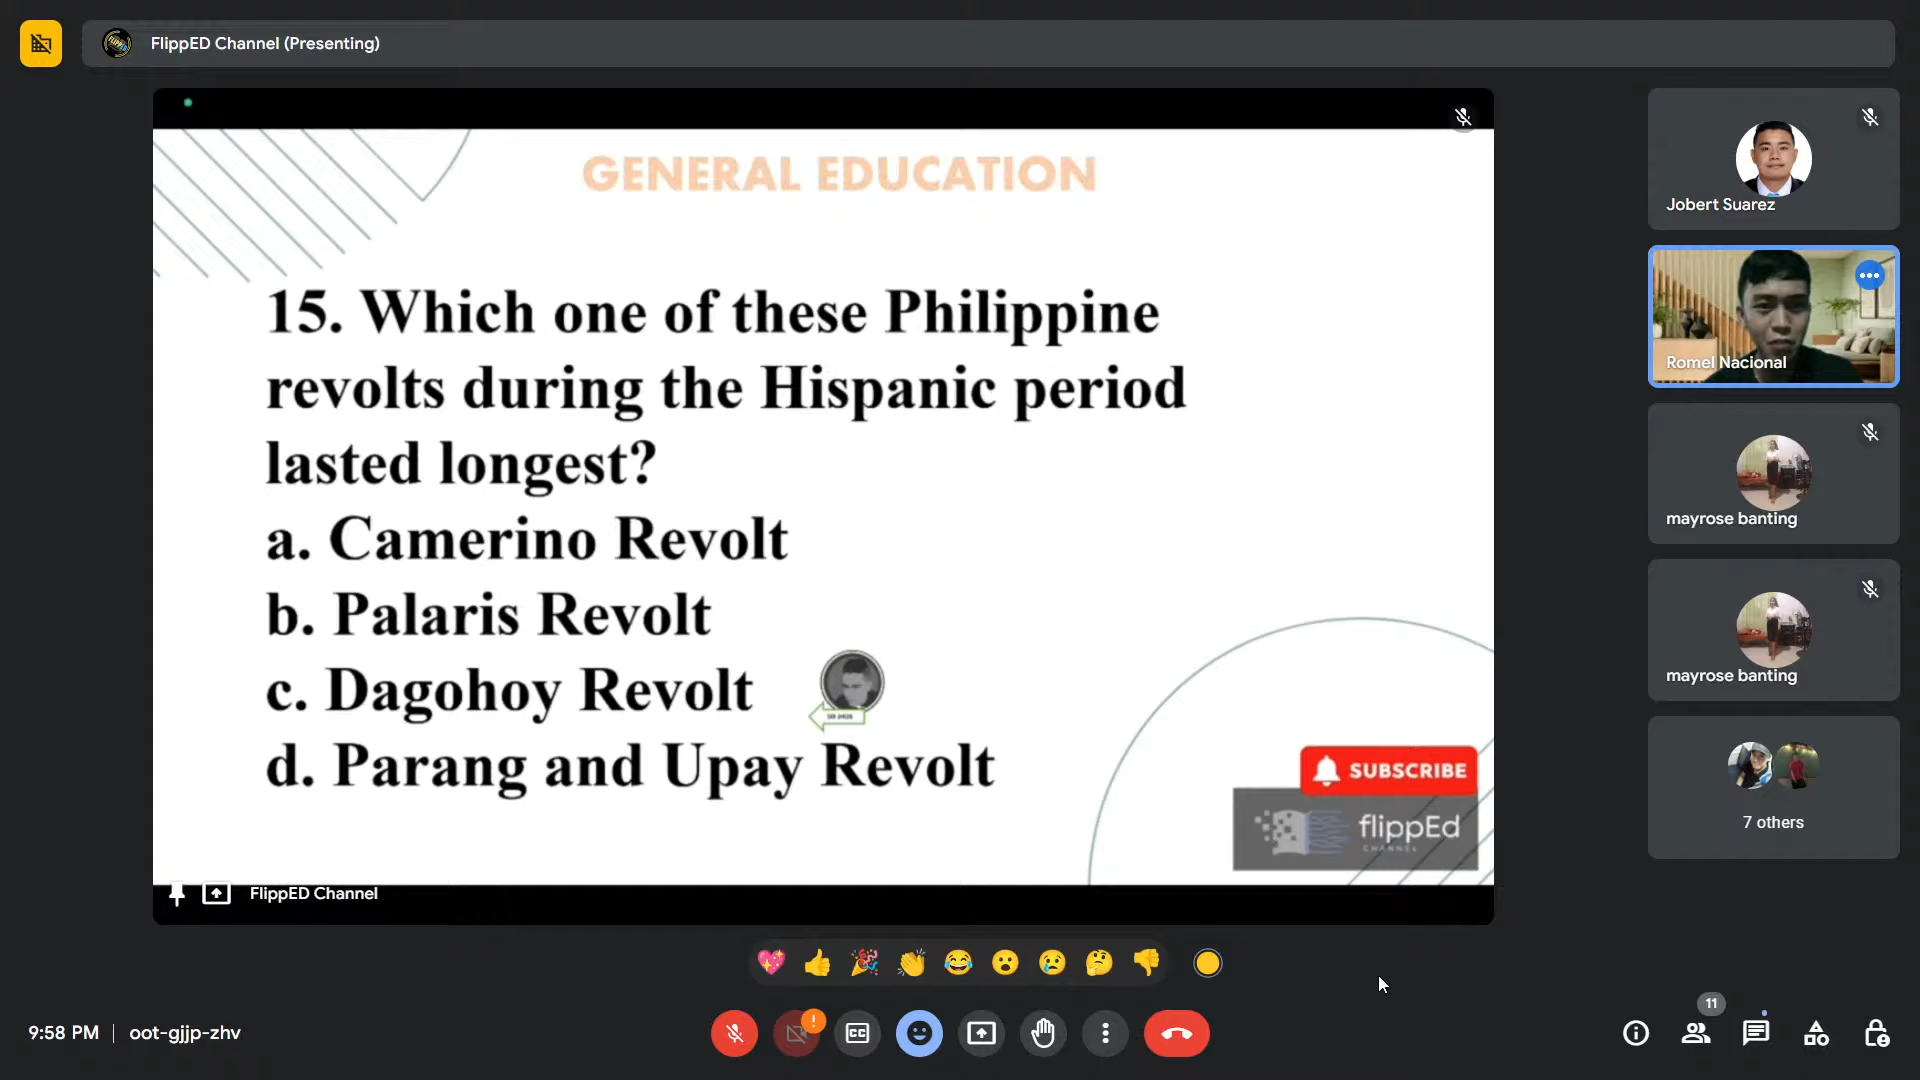 FlippED Channel (Presenting)
GENERAL EDUCATION
15. Which one of these Philippine
revolts during the Hispanic period
lasted longest?
a. Camerino Revolt
b. Palaris Revolt
c. Dagohoy Revolt
d. Parang and Upay Revolt
SUBSCRIBE
flippEd
CHANNEL
FlippED Channel
Jobert Suarez
Romel Nacional
mayrose banting
mayrose banting
7 others
9:58 PM
oot-gjjp-zhv
CC
11